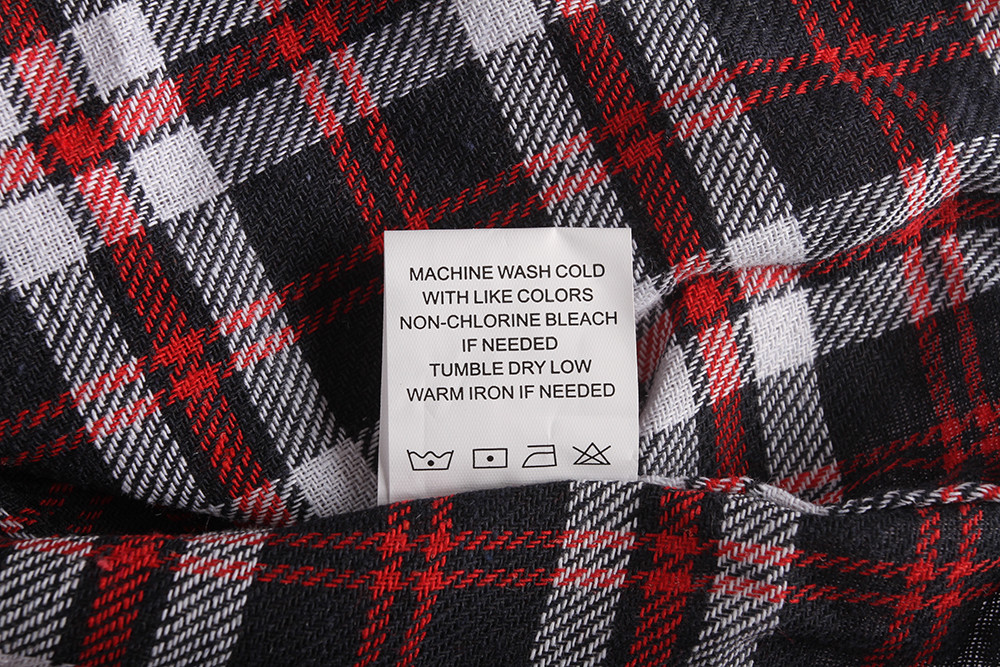 MACHINE WASH COLD
WITH LIKE COLORS
NON-CHLORINE BLEACH
IF NEEDED
TUMBLE DRY LOW
WARM IRON IF NEEDED